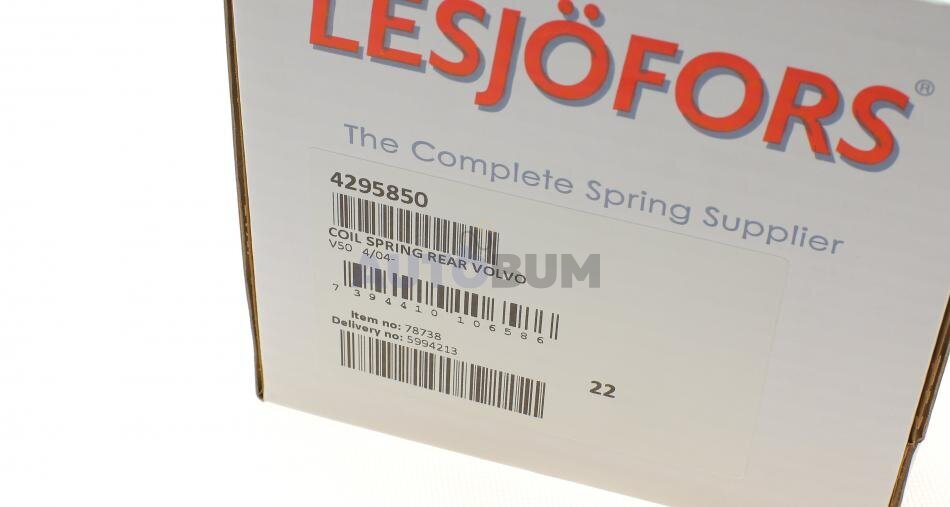 LESJÖFORS®
The Complete Spring Supplier
4295850
COIL SPRING REAR VOLVO
V50 4/04-
AUTOBUM
7 394410 106586
Item no: 78738
Delivery no: 5994213
22